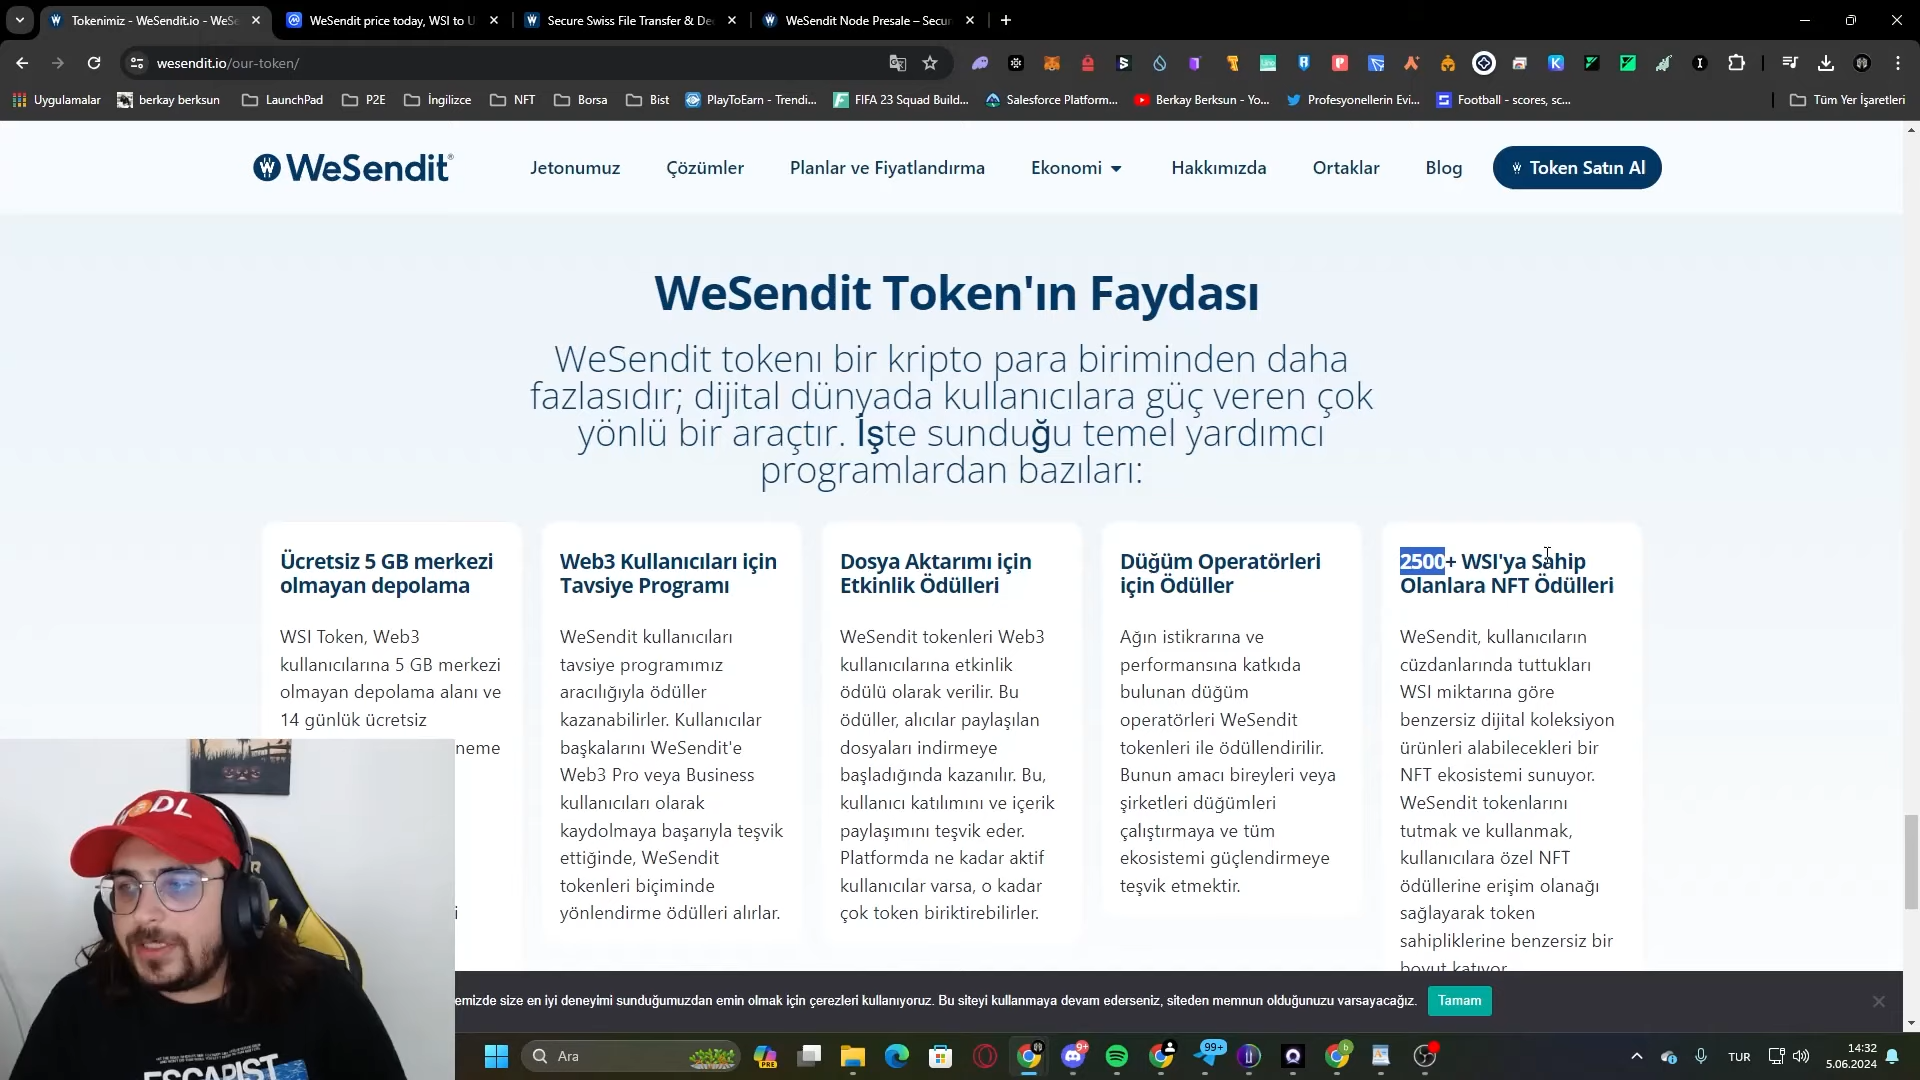 Tokenimiz - WeSendit.io - WeSe
WeSendit price today, WSI to U
Secure Swiss File Transfer & De
WeSendit Node Presale – Secur
wesendit.io/our-token/
Uygulamalar
berkay berksun
LaunchPad
P2E
İngilizce
NFT
Borsa
Bist
PlayToEarn - Trendi...
FIFA 23 Squad Build...
Salesforce Platform...
Berkay Berksun - Yo...
Profesyonellerin Evi...
Football - scores, sc...
Tüm Yer İşaretleri
WeSendit
Jetonumuz
Çözümler
Planlar ve Fiyatlandırma
Ekonomi
Hakkımızda
Ortaklar
Blog
Token Satın Al
WeSendit Token'ın Faydası
WeSendit tokenı bir kripto para biriminden daha
fazlasıdır; dijital dünyada kullanıcılara güç veren çok
yönlü bir araçtır. İşte sunduğu temel yardımcı
programlardan bazıları:
Ücretsiz 5 GB merkezi
olmayan depolama
WSI Token, Web3
kullanıcılarına 5 GB merkezi
olmayan depolama alanı ve
14 günlük ücretsiz
neme
Web3 Kullanıcıları için
Tavsiye Programı
WeSendit kullanıcıları
tavsiye programımız
aracılığıyla ödüller
kazanabilirler. Kullanıcılar
başkalarını WeSendit'e
Web3 Pro veya Business
kullanıcıları olarak
kaydolmaya başarıyla teşvik
ettiğinde, WeSendit
tokenleri biçiminde
yönlendirme ödülleri alırlar.
Dosya Aktarımı için
Etkinlik Ödülleri
WeSendit tokenleri Web3
kullanıcılarına etkinlik
ödülü olarak verilir. Bu
ödüller, alıcılar paylaşılan
dosyaları indirmeye
başladığında kazanılır. Bu,
kullanıcı katılımını ve içerik
paylaşımını teşvik eder.
Platformda ne kadar aktif
kullanıcılar varsa, o kadar
çok token biriktirebilirler.
Düğüm Operatörleri
için Ödüller
Ağın istikrarına ve
performansına katkıda
bulunan düğüm
operatörleri WeSendit
tokenleri ile ödüllendirilir.
Bunun amacı bireyleri veya
şirketleri düğümleri
çalıştırmaya ve tüm
ekosistemi güçlendirmeye
teşvik etmektir.
2500+ WSI'ya Sahip
Olanlara NFT Ödülleri
WeSendit, kullanıcıların
cüzdanlarında tuttukları
WSI miktarına göre
benzersiz dijital koleksiyon
ürünleri alabilecekleri bir
NFT ekosistemi sunuyor.
WeSendit tokenlarını
tutmak ve kullanmak,
kullanıcılara özel NFT
ödüllerine erişim olanağı
sağlayarak token
sahipliklerine benzersiz bir
boyut katıyor.
emizde size en iyi deneyimi sunduğumuzdan emin olmak için çerezleri kullanıyoruz. Bu siteyi kullanmaya devam ederseniz, siteden memnun olduğunuzu varsayacağız.
Tamam
HODL
ESCAPIST
Ara
PRE
9+
99+
TUR
14:32
5.06.2024